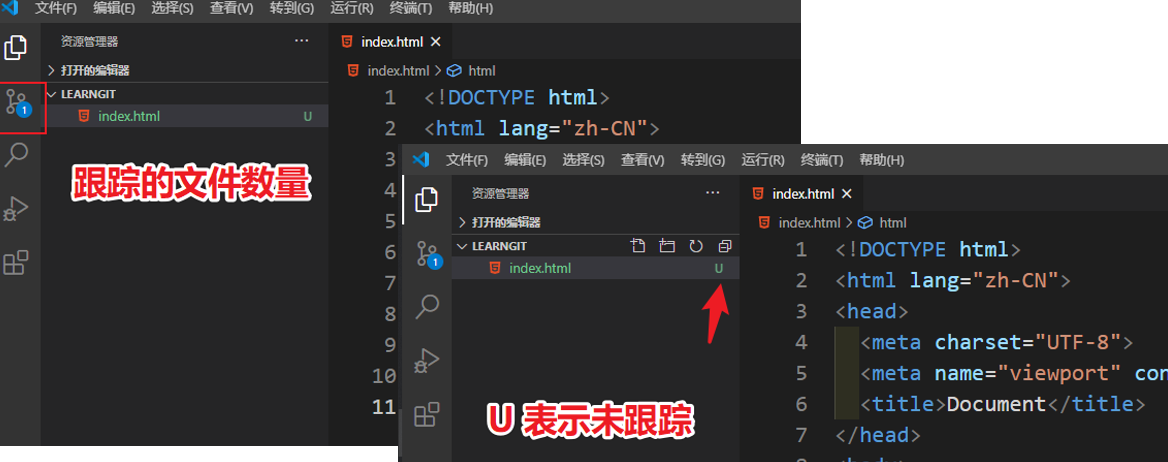 文件(F) 编辑(E) 选择(S) 查看(V) 转到(G) 运行(R) 终端(T) 帮助(H)
资源管理器 ···
打开的编辑器
LEARNGIT
index.html U
1
跟踪的文件数量
index.html
index.html > html
1 <!DOCTYPE html>
2 <html lang="zh-CN">
3
4
5
6
7
8
9
10
11
文件(F) 编辑(E) 选择(S) 查看(V) 转到(G) 运行(R) 终端(T) 帮助(H)
资源管理器 ···
打开的编辑器
LEARNGIT
index.html U
1
U 表示未跟踪
index.html
index.html > html
1 <!DOCTYPE html>
2 <html lang="zh-CN">
3 <head>
4 <meta charset="UTF-8">
5 <meta name="viewport" con
6 <title>Document</title>
7 </head>